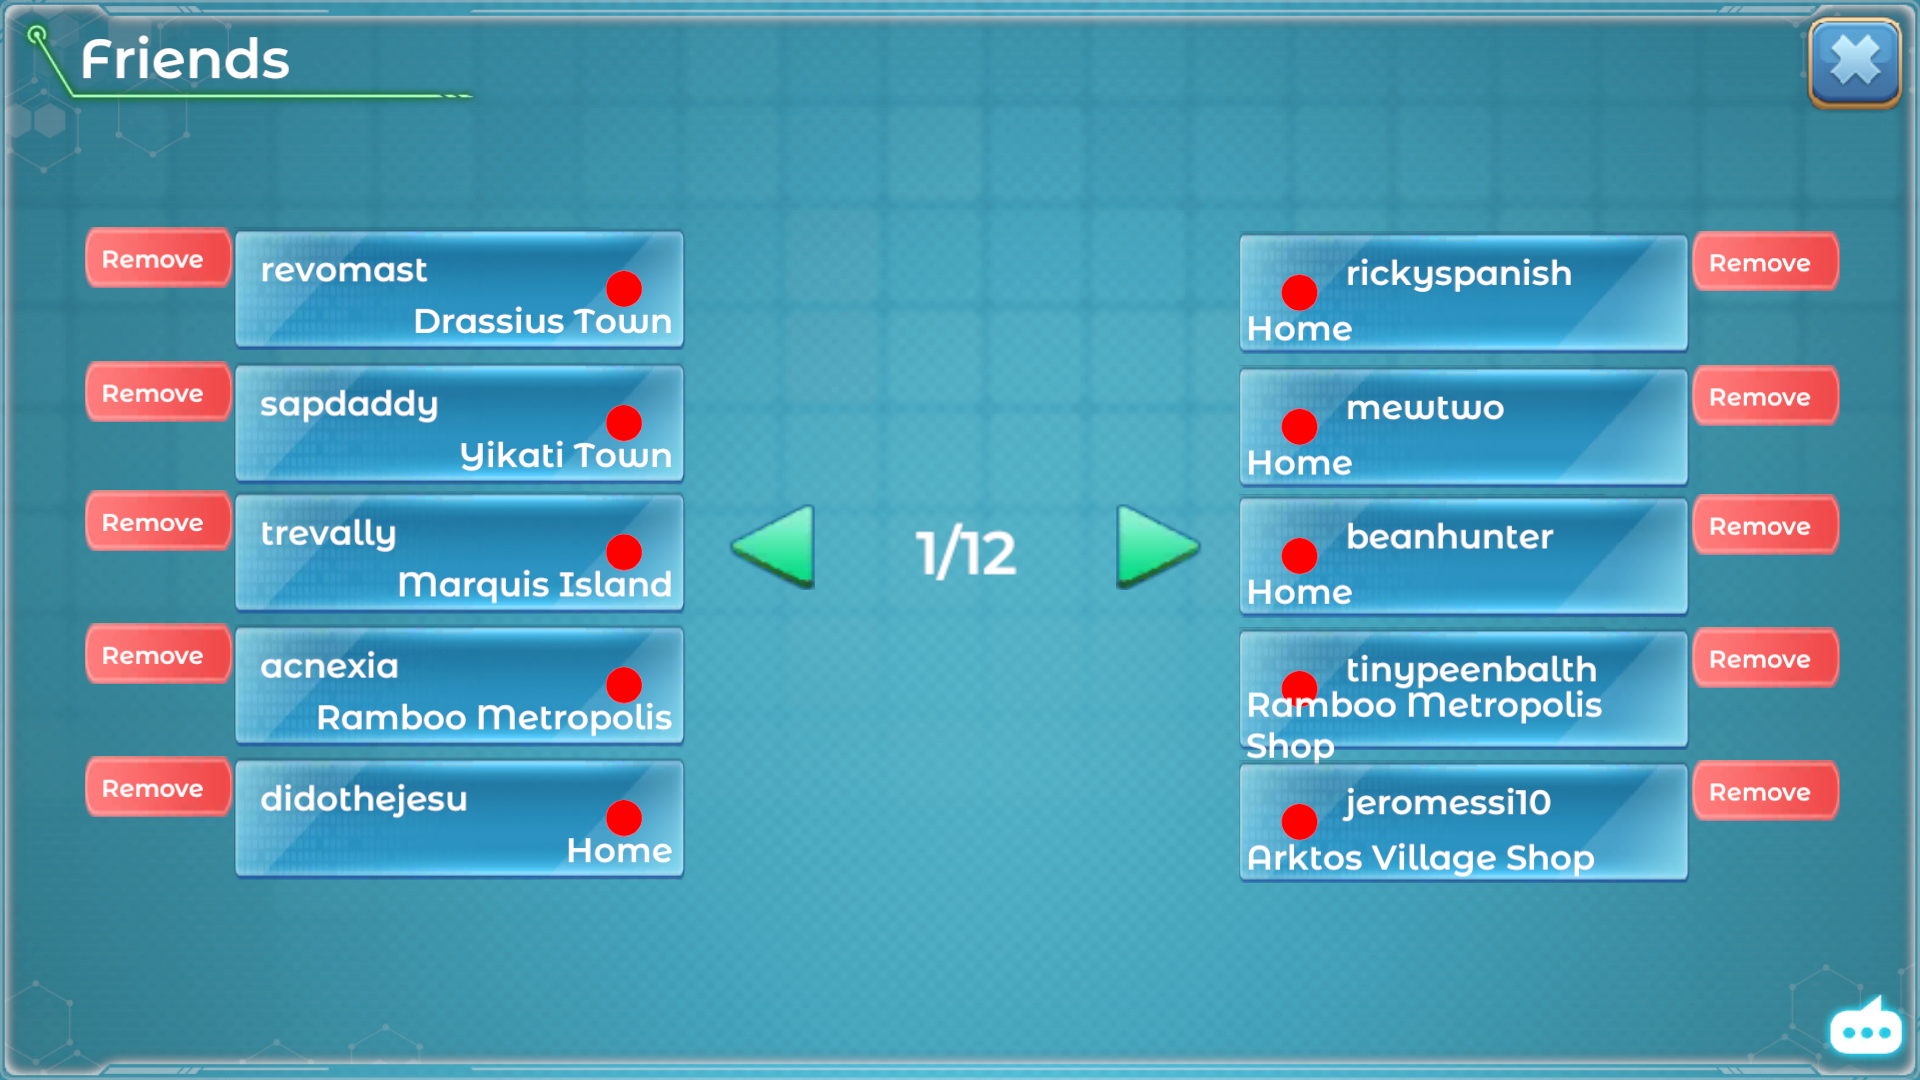 Friends
Remove
revomast
Drassius Town
Remove
sapdaddy
Yikati Town
Remove
trevally
Marquis Island
Remove
acnexia
Ramboo Metropolis
Remove
didothejesu
Home
1/12
rickyspanish
Home
Remove
mewtwo
Home
Remove
beanhunter
Home
Remove
tinypeenbalth
Ramboo Metropolis
Shop
Remove
jeromessi10
Arktos Village Shop
Remove